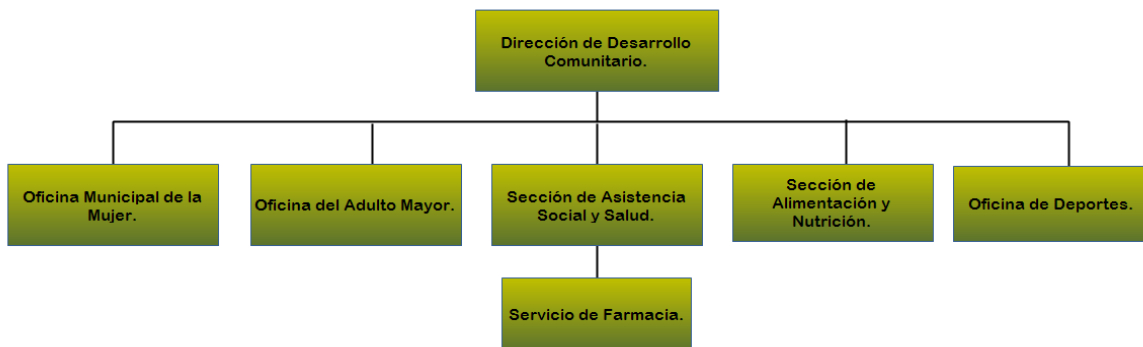 Dirección de Desarrollo
Comunitario.
Oficina Municipal de la
Mujer.
Oficina del Adulto Mayor.
Sección de Asistencia
Social y Salud.
Sección de
Alimentación y
Nutrición.
Oficina de Deportes.
Servicio de Farmacia.